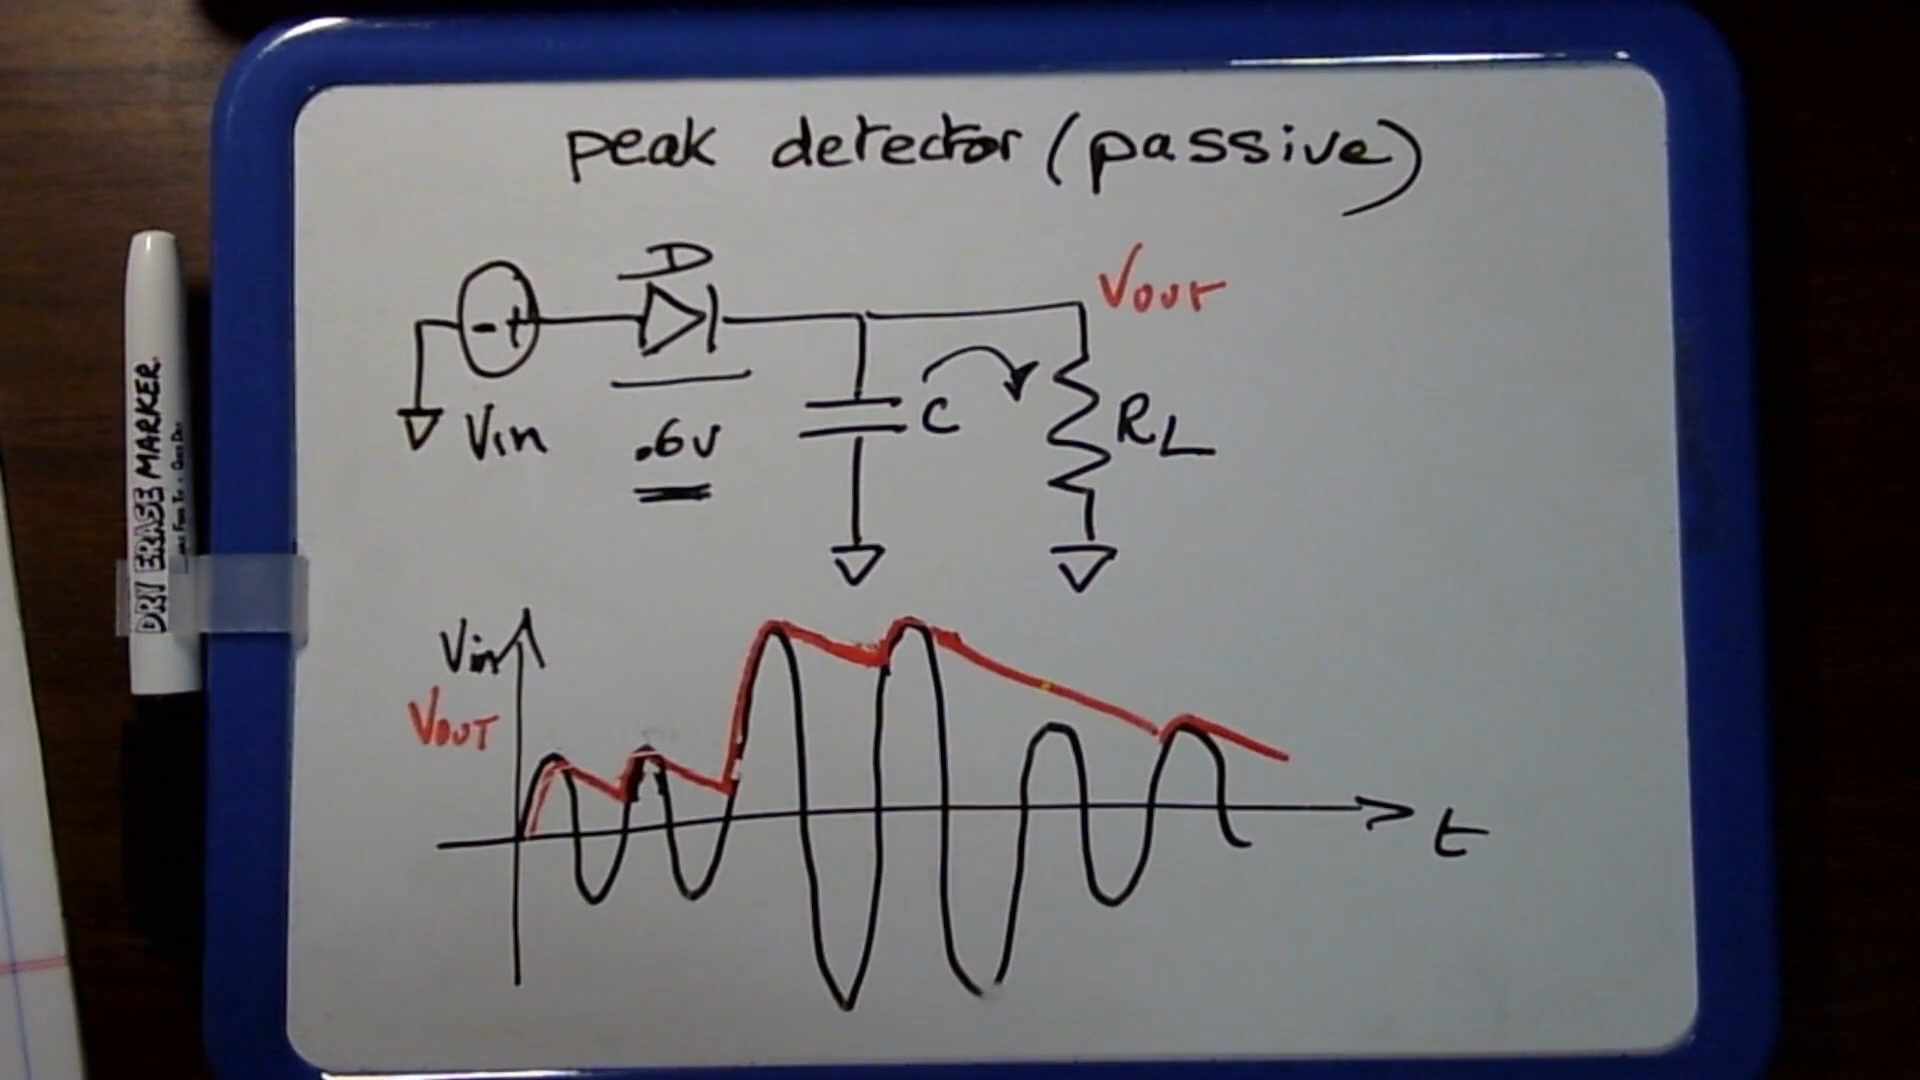 peak detector (passive)
D
Vout
- +
Vin
.6v
C
RL
Vin
VOUT
t
DRY ERASE MARKER